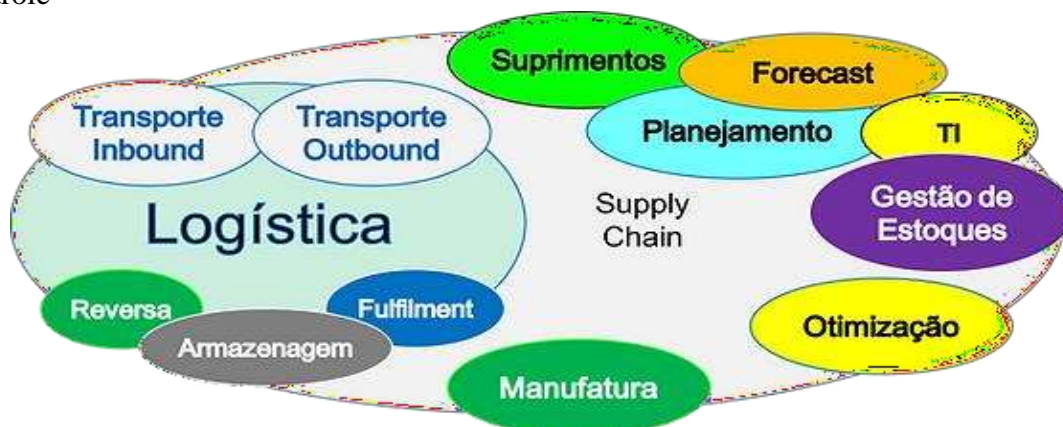 Suprimentos
Forecast
Transporte
Inbound
Transporte
Outbound
Planejamento
TI
Logística
Supply
Chain
Gestão de
Estoques
Reversa
Fulfilment
Armazenagem
Otimização
Manufatura